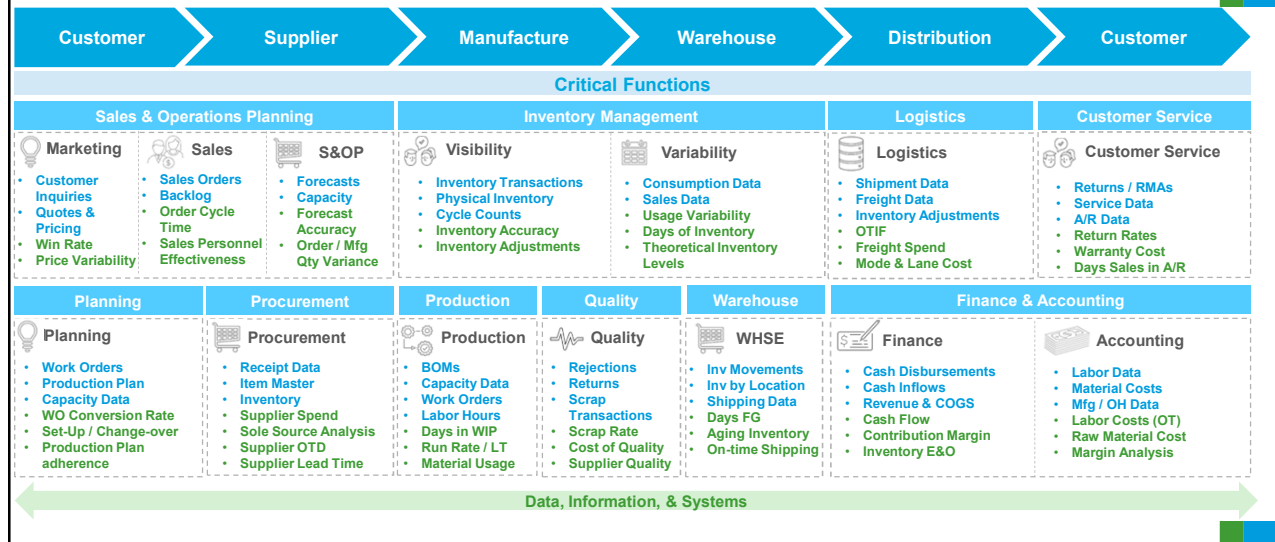 Customer
Supplier
Manufacture
Warehouse
Distribution
Customer
Critical Functions
Sales & Operations Planning
Inventory Management
Logistics
Customer Service
Marketing
• Customer
Inquiries
• Quotes &
Pricing
• Win Rate
• Price Variability
Sales
• Sales Orders
• Backlog
• Order Cycle
Time
• Sales Personnel
Effectiveness
S&OP
• Forecasts
• Capacity
• Forecast
Accuracy
• Order / Mfg
Qty Variance
Visibility
• Inventory Transactions
• Physical Inventory
• Cycle Counts
• Inventory Accuracy
• Inventory Adjustments
Variability
• Consumption Data
• Sales Data
• Usage Variability
• Days of Inventory
• Theoretical Inventory
Levels
Logistics
• Shipment Data
• Freight Data
• Inventory Adjustments
• OTIF
• Freight Spend
• Mode & Lane Cost
Customer Service
• Returns / RMAs
• Service Data
• A/R Data
• Return Rates
• Warranty Cost
• Days Sales in A/R
Planning
Procurement
Production
Quality
Warehouse
Finance & Accounting
Planning
• Work Orders
• Production Plan
• Capacity Data
• WO Conversion Rate
• Set-Up / Change-over
• Production Plan
adherence
Procurement
• Receipt Data
• Item Master
• Inventory
• Supplier Spend
• Sole Source Analysis
• Supplier OTD
• Supplier Lead Time
Production
• BOMs
• Capacity Data
• Work Orders
• Labor Hours
• Days in WIP
• Run Rate / LT
• Material Usage
Quality
• Rejections
• Returns
• Scrap
Transactions
• Scrap Rate
• Cost of Quality
• Supplier Quality
WHSE
• Inv Movements
• Inv by Location
• Shipping Data
• Days FG
• Aging Inventory
• On-time Shipping
Finance
• Cash Disbursements
• Cash Inflows
• Revenue & COGS
• Cash Flow
• Contribution Margin
• Inventory E&O
Accounting
• Labor Data
• Material Costs
• Mfg / OH Data
• Labor Costs (OT)
• Raw Material Cost
• Margin Analysis
Data, Information, & Systems